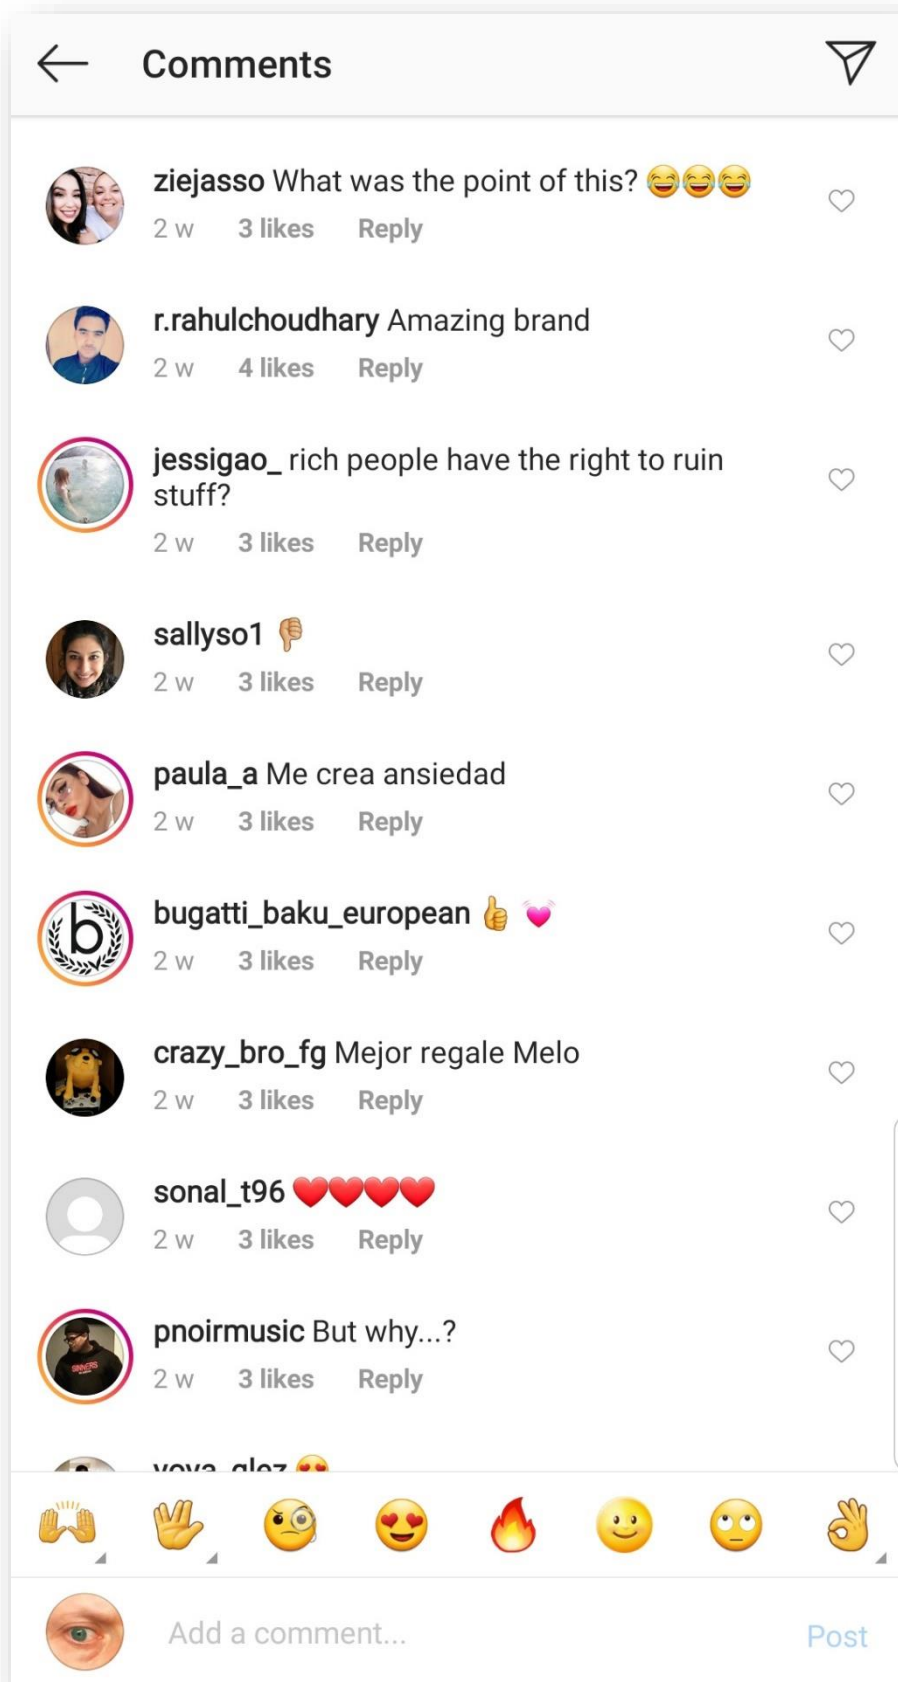 Comments
ziejasso What was the point of this? 😂😂😂
2 w 3 likes Reply
r.rahulchoudhary Amazing brand
2 w 4 likes Reply
jessigao_ rich people have the right to ruin
stuff?
2 w 3 likes Reply
sallyso1 👎
2 w 3 likes Reply
paula_a Me crea ansiedad
2 w 3 likes Reply
b
bugatti_baku_european 👍 💓
2 w 3 likes Reply
crazy_bro_fg Mejor regale Melo
2 w 3 likes Reply
sonal_t96 ❤️❤️❤️❤️
2 w 3 likes Reply
pnoirmusic But why...?
SINNERS
2 w 3 likes Reply
Add a comment...
Post